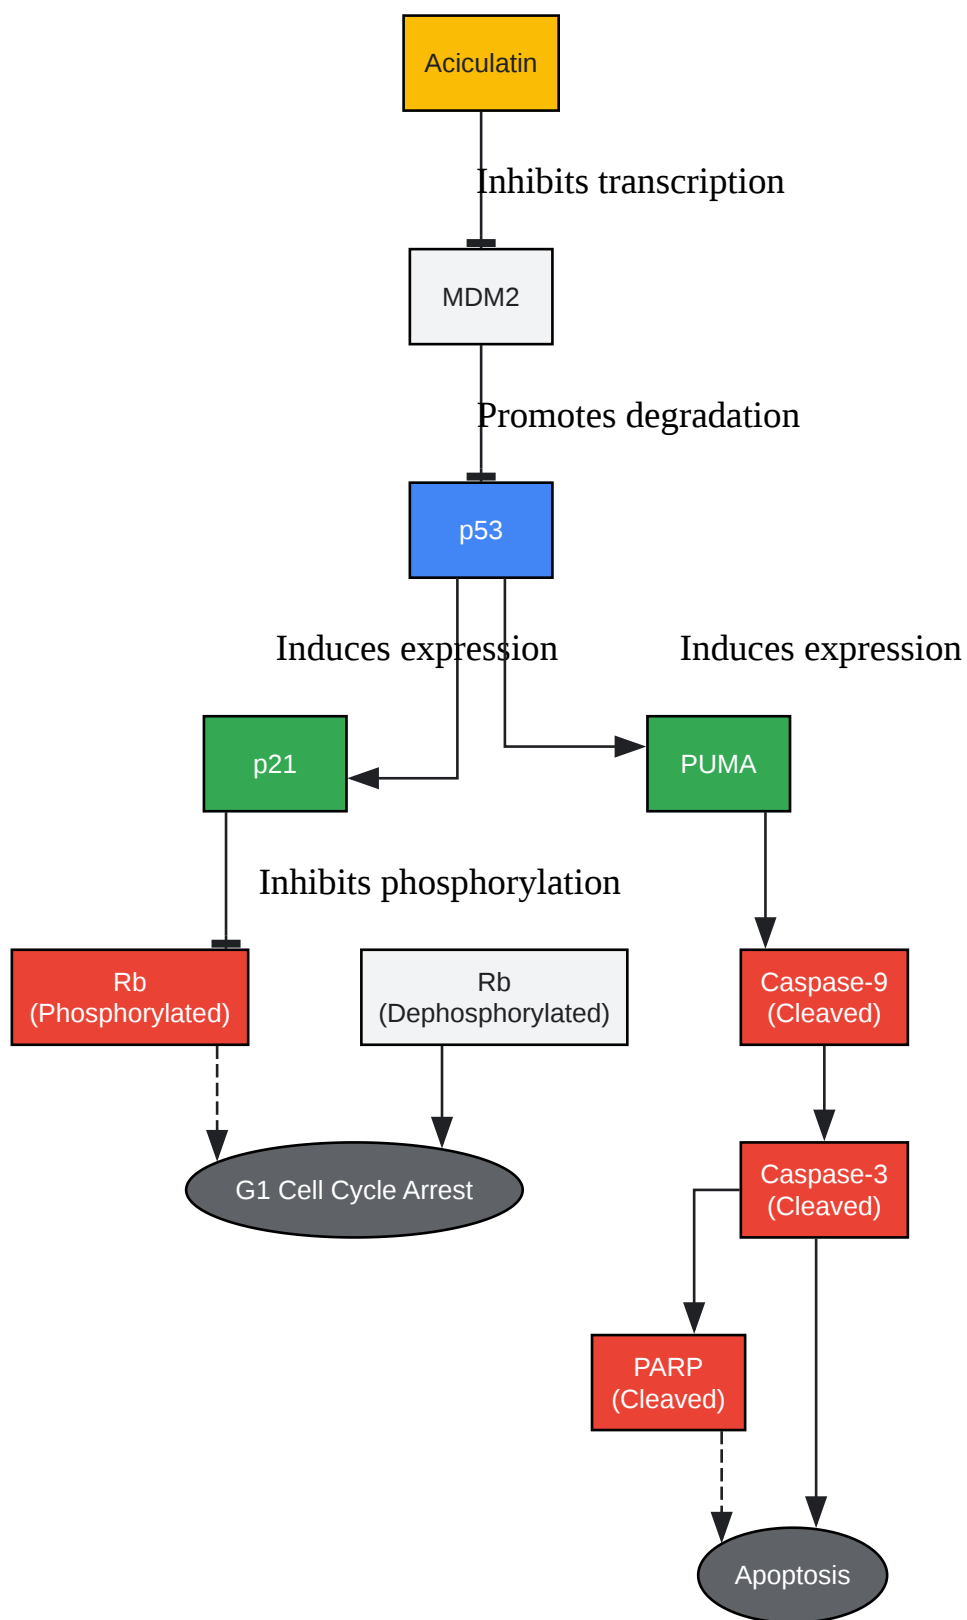 Aciculatin
Inhibits transcription
MDM2
Promotes degradation
p53
Induces expression
Induces expression
p21
PUMA
Inhibits phosphorylation
Rb
(Phosphorylated)
Rb
(Dephosphorylated)
Caspase-9
(Cleaved)
G1 Cell Cycle Arrest
Caspase-3
(Cleaved)
PARP
(Cleaved)
Apoptosis